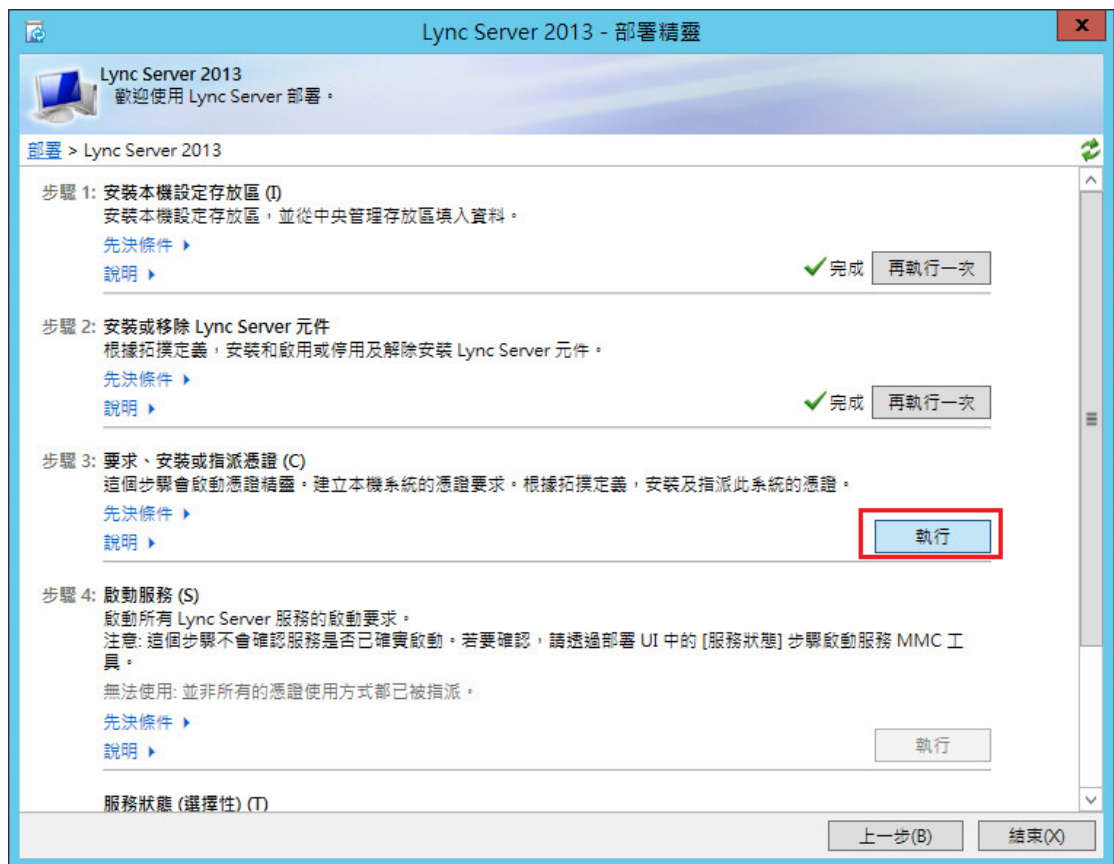 Lync Server 2013 - 部署精靈
x
Lync Server 2013
歡迎使用 Lync Server 部署。
部署 > Lync Server 2013
步驟 1: 安裝本機設定存放區 (I)
安裝本機設定存放區，並從中央管理存放區填入資料。
先決條件
說明
完成 再執行一次
步驟 2: 安裝或移除 Lync Server 元件
根據拓撲定義，安裝和啟用或停用及解除安裝 Lync Server 元件。
先決條件
說明
完成 再執行一次
步驟 3: 要求、安裝或指派憑證 (C)
這個步驟會啟動憑證精靈。建立本機系統的憑證要求。根據拓撲定義，安裝及指派此系統的憑證。
先決條件
說明
執行
步驟 4: 啟動服務 (S)
啟動所有 Lync Server 服務的啟動要求。
注意: 這個步驟不會確認服務是否已確實啟動。若要確認，請透過部署 UI 中的 [服務狀態] 步驟啟動服務 MMC 工
具。
無法使用: 並非所有的憑證使用方式都已被指派。
先決條件
說明
執行
服務狀態 (選擇性) (T)
上一步(B) 結束(X)